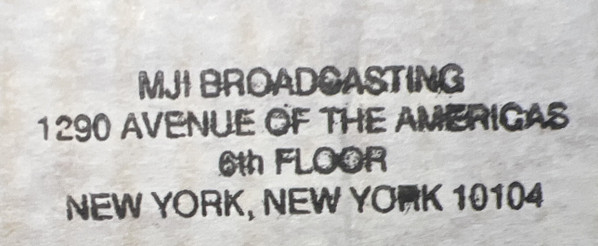 MJI BROADCASTING
1290 AVENUE OF THE AMERICAS
6th FLOOR
NEW YORK, NEW YORK 10104